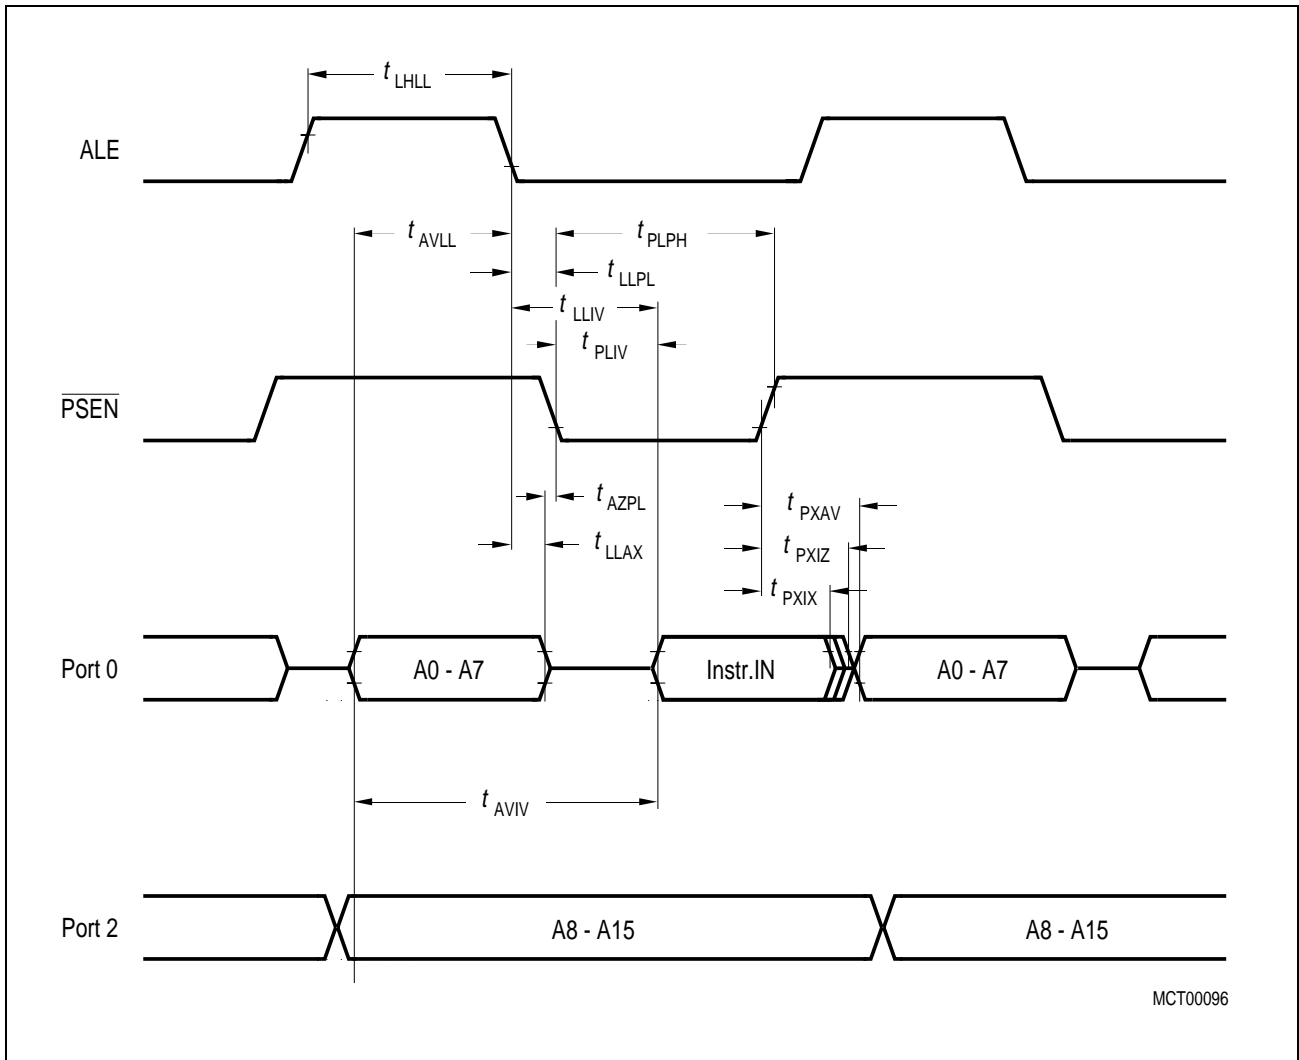 t LHLL
ALE
t AVLL
t PLPH
t LLPL
t LLIV
t PLIV
PSEN
t AZPL
t PXAV
t LLAX
t PXIZ
t PXIX
Port 0
A0 - A7
Instr.IN
A0 - A7
t AVIV
Port 2
A8 - A15
A8 - A15
MCT00096